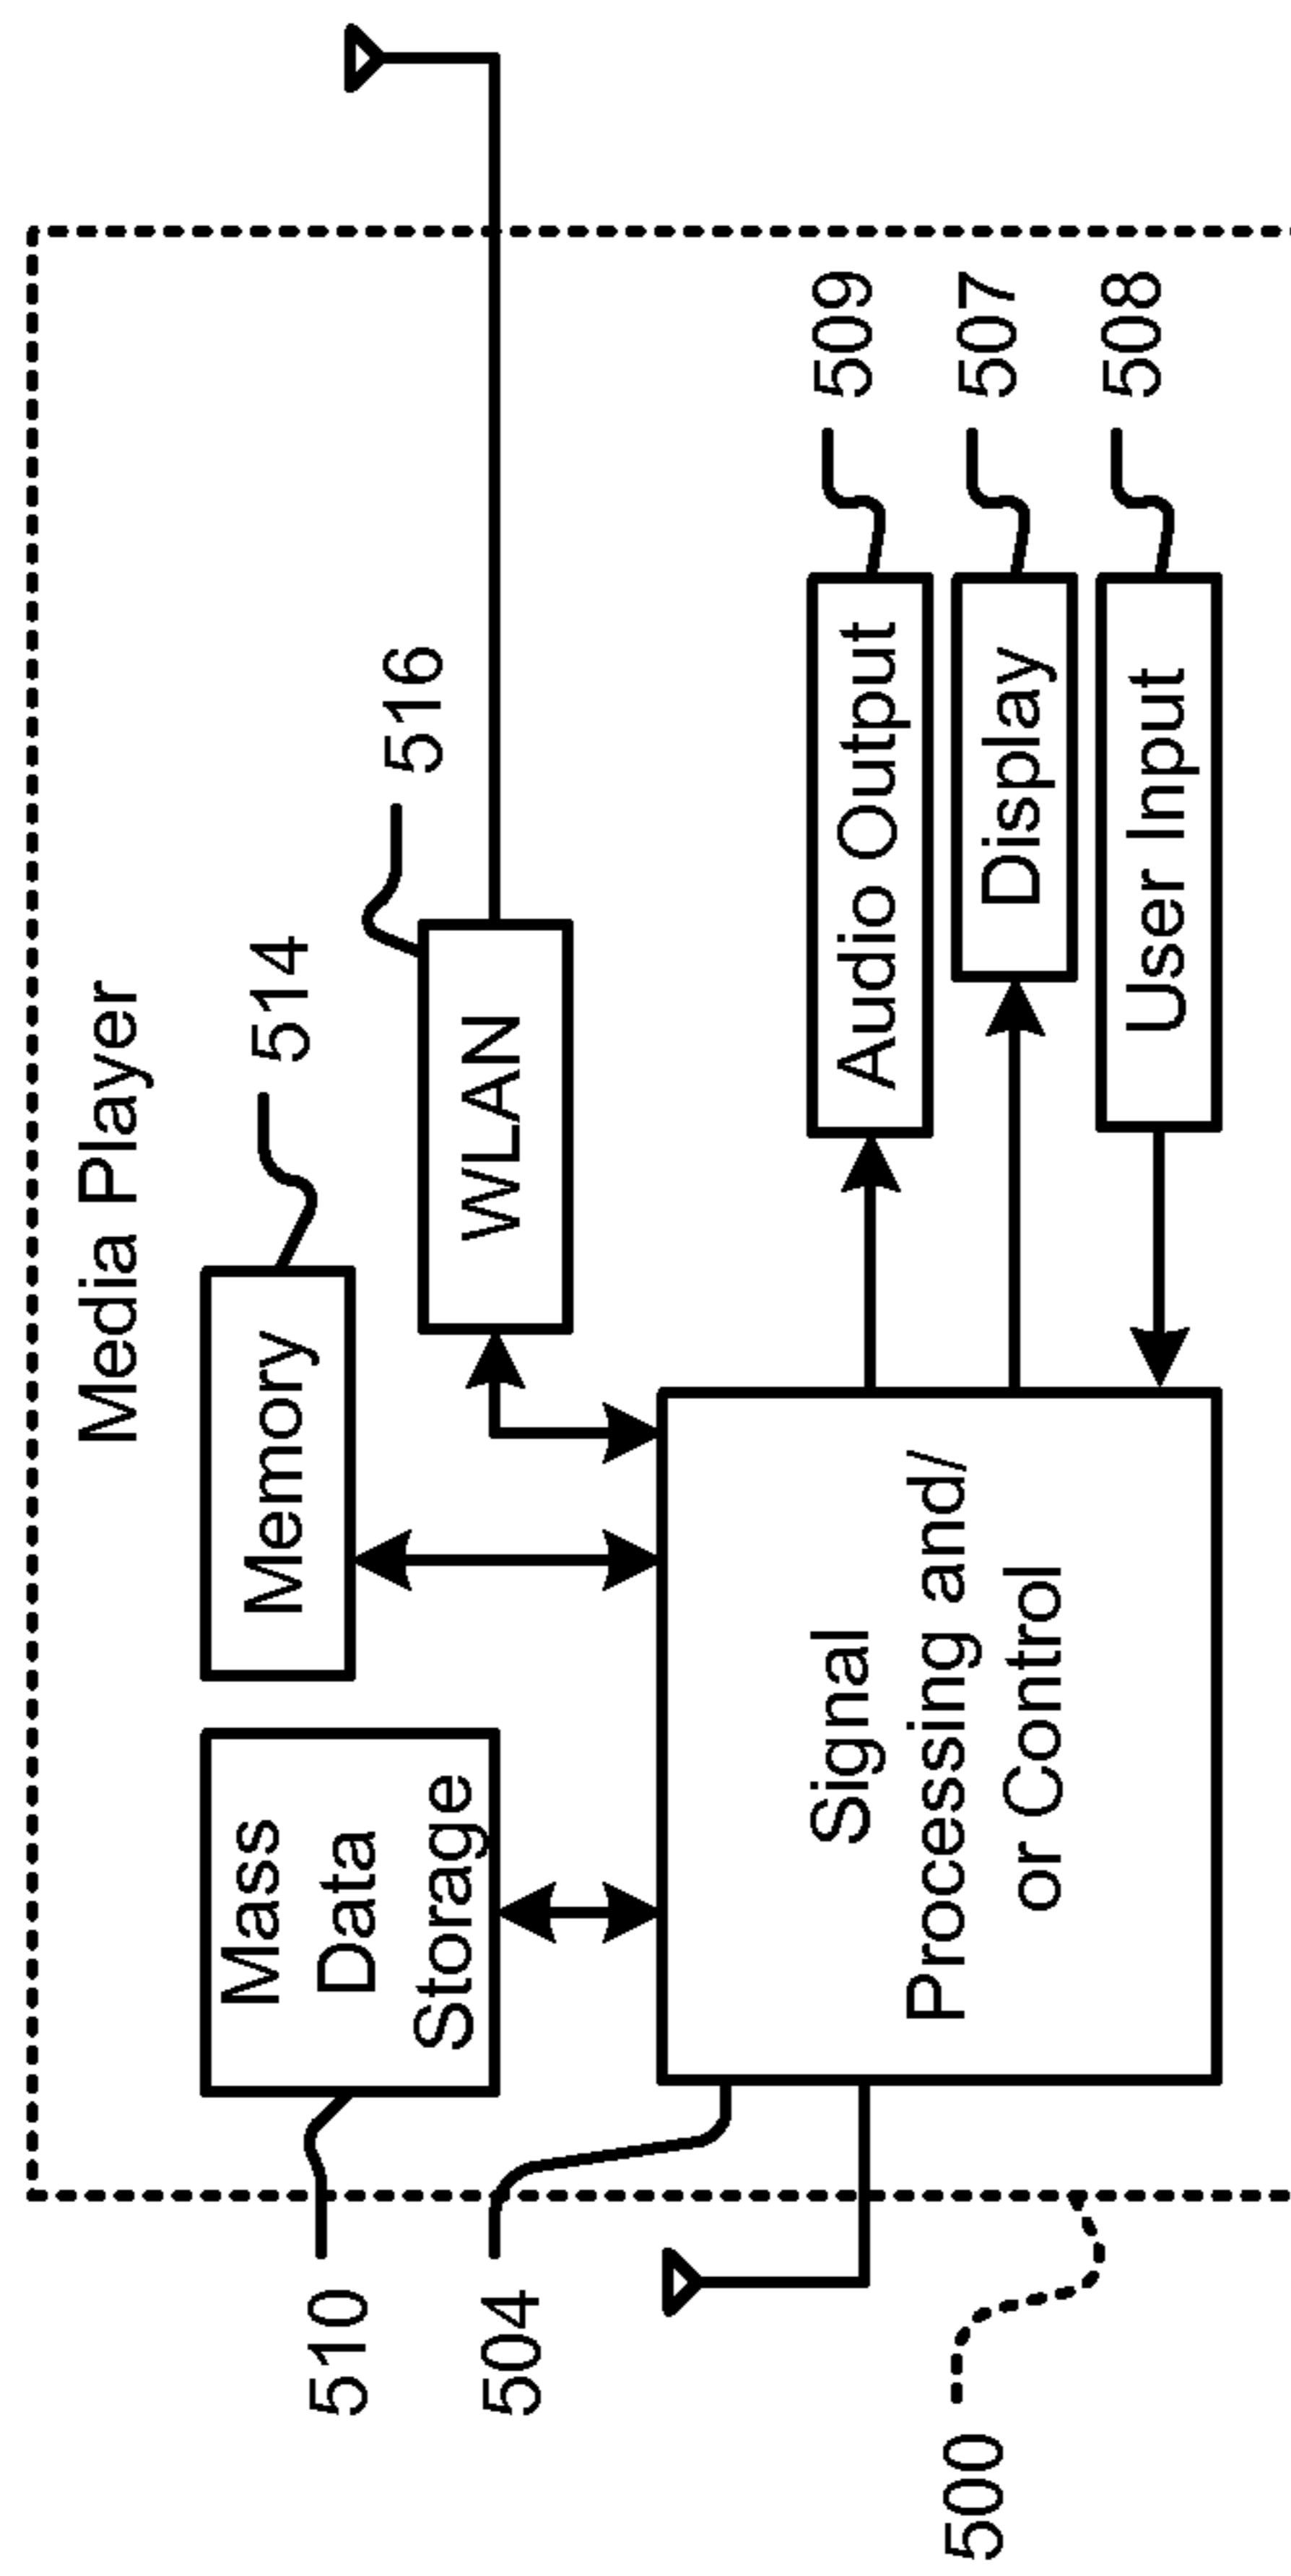 Media Player
510
Mass
Data
Storage
Memory
514
WLAN
516
504
Signal
Processing and/
or Control
Audio Output
509
Display
507
User Input
508
500